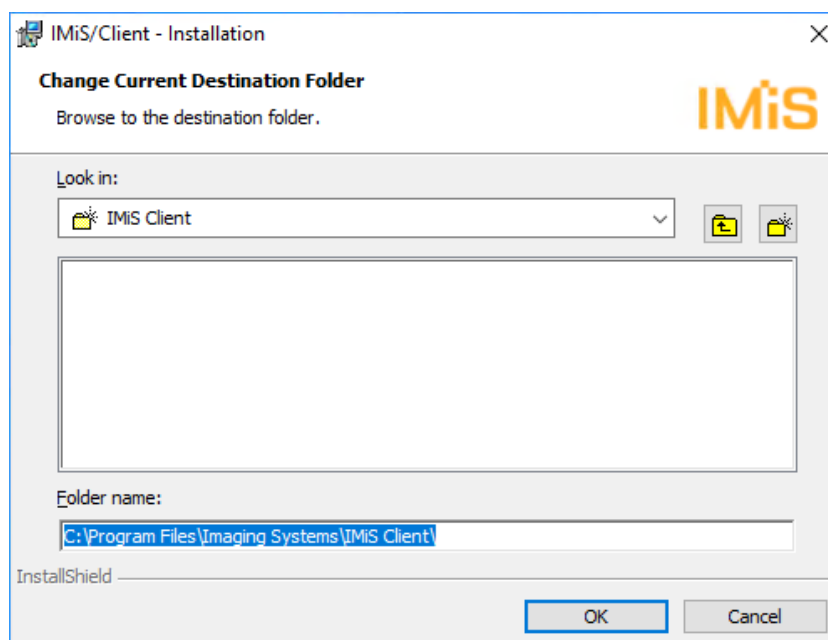 IMiS/Client - Installation
Change Current Destination Folder
Browse to the destination folder.
IMiS
Look in:
IMiS Client
Folder name:
C:\Program Files\Imaging Systems\IMiS Client\
InstallShield
OK
Cancel